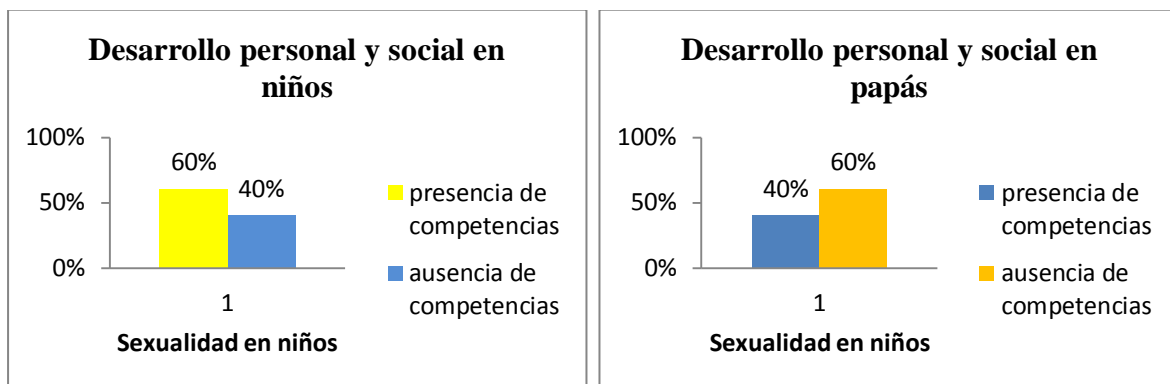 Desarrollo personal y social en
niños
100%
50%
0%
60%
40%
1
Sexualidad en niños
presencia de
competencias
ausencia de
competencias
Desarrollo personal y social en
papás
100%
50%
0%
40%
60%
1
Sexualidad en niños
presencia de
competencias
ausencia de
competencias